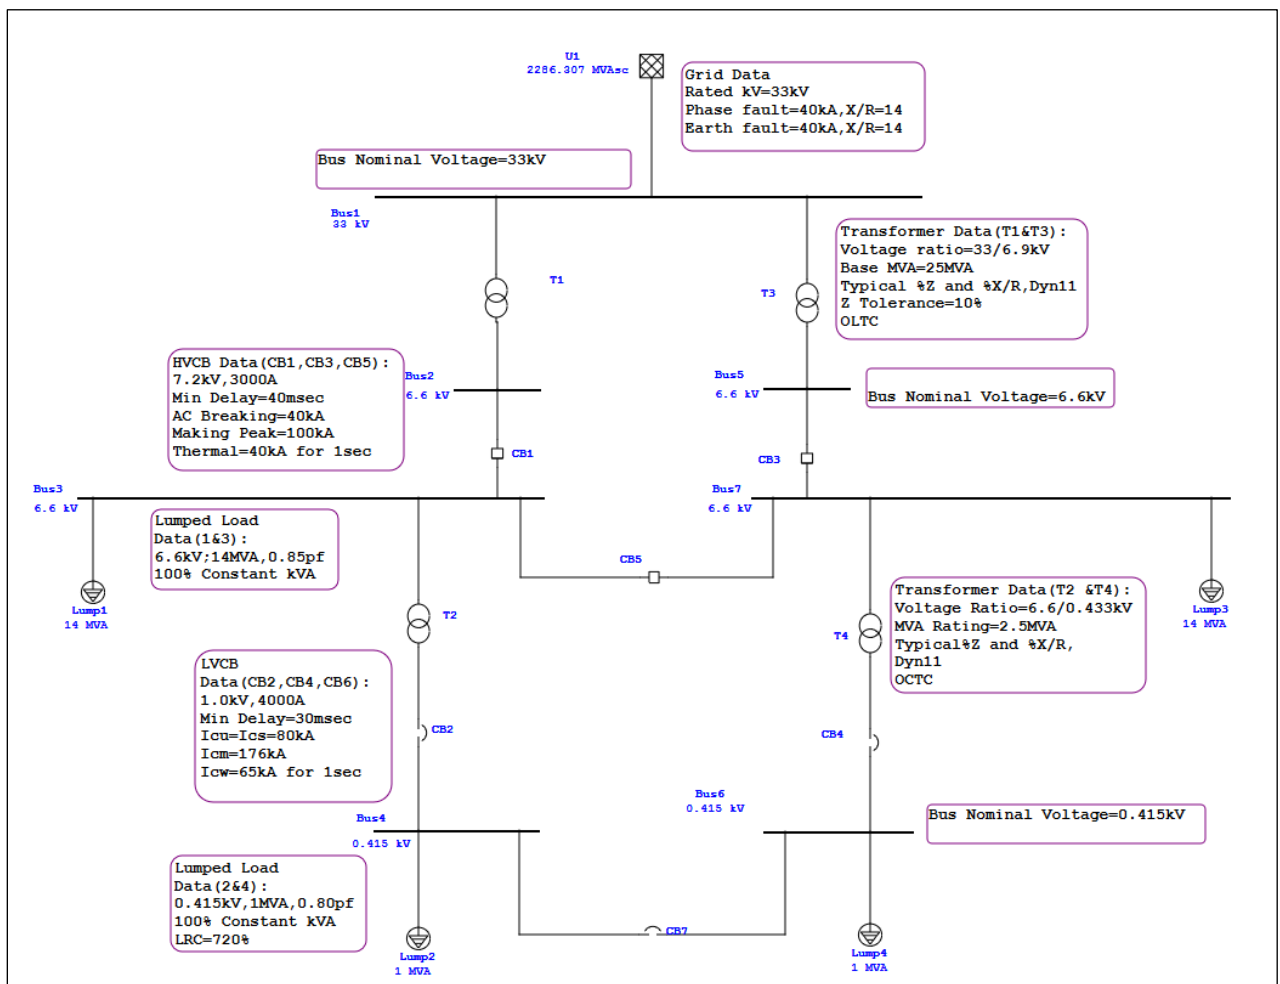 U1
2286.307 MVAsc
Grid Data
Rated kV=33kV
Phase fault=40kA,X/R=14
Earth fault=40kA,X/R=14
Bus Nominal Voltage=33kV
Bus1
33 kV
T1
T3
Transformer Data(T1&T3):
Voltage ratio=33/6.9kV
Base MVA=25MVA
Typical %Z and %X/R,Dyn11
Z Tolerance=10%
OLTC
HVCB Data(CB1,CB3,CB5):
7.2kV,3000A
Min Delay=40msec
AC Breaking=40kA
Making Peak=100kA
Thermal=40kA for 1sec
Bus2
6.6 kV
Bus5
6.6 kV
Bus Nominal Voltage=6.6kV
CB1
CB3
Bus3
6.6 kV
Bus7
6.6 kV
Lumped Load
Data(1&3):
6.6kV;14MVA,0.85pf
100% Constant kVA
CB5
Lump1
14 MVA
T2
T4
Transformer Data(T2 &T4):
Voltage Ratio=6.6/0.433kV
MVA Rating=2.5MVA
Typical%Z and %X/R,
Dyn11
OCTC
Lump3
14 MVA
LVCB
Data(CB2,CB4,CB6):
1.0kV,4000A
Min Delay=30msec
Icu=Ics=80kA
Icm=176kA
Icw=65kA for 1sec
CB2
CB4
Bus4
0.415 kV
Bus6
0.415 kV
Bus Nominal Voltage=0.415kV
Lumped Load
Data(2&4):
0.415kV,1MVA,0.80pf
100% Constant kVA
LRC=720%
Lump2
1 MVA
CB7
Lump4
1 MVA